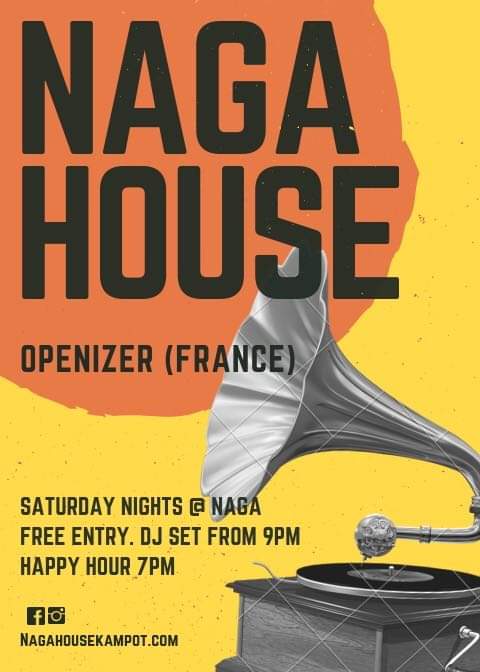 NAGA
HOUSE
OPENIZER (FRANCE)
SATURDAY NIGHTS @ NAGA
FREE ENTRY. DJ SET FROM 9PM
HAPPY HOUR 7PM
NAGAHOUSEKAMPOT.COM